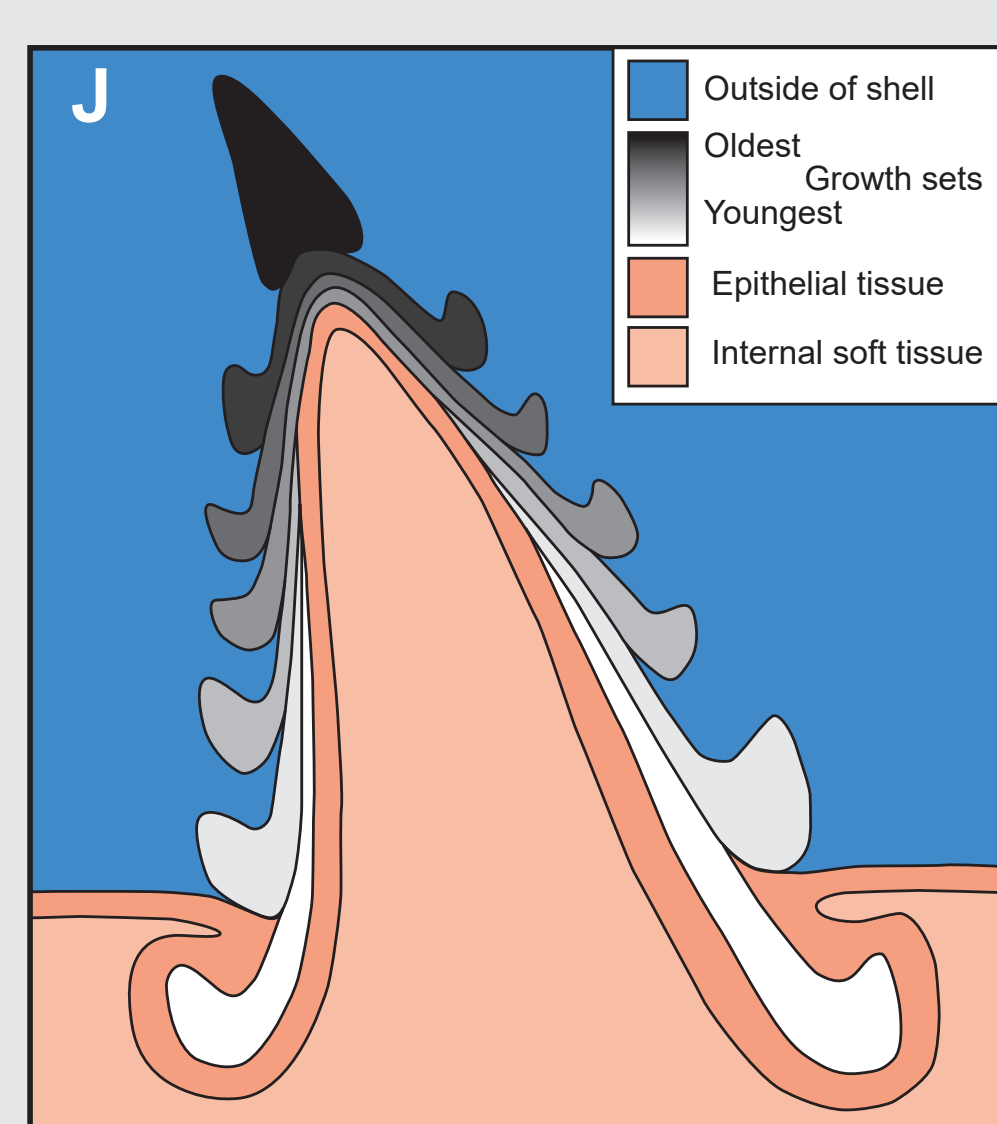 J
Outside of shell
Oldest
Growth sets
Youngest
Epithelial tissue
Internal soft tissue